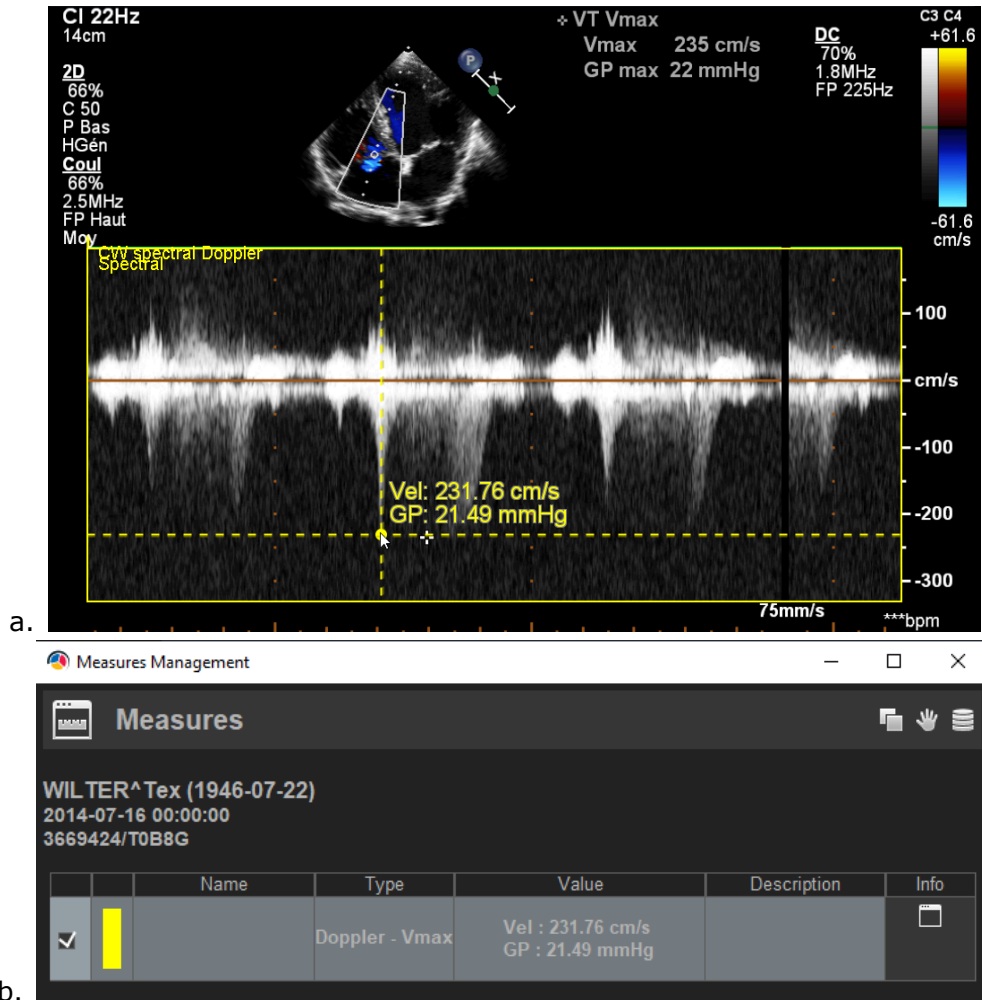 CI 22Hz
14cm
2D
66%
C 50
P Bas
HGén
Coul
66%
2.5MHz
FP Haut
Moy
VT Vmax
Vmax 235 cm/s
GP max 22 mmHg
DC
70%
1.8MHz
FP 225Hz
C3 C4
+61.6
-61.6
cm/s
P
X
CW spectral Doppler
Spectral
Vel: 231.76 cm/s
GP: 21.49 mmHg
100
cm/s
-100
-200
-300
75mm/s
***bpm
a.
Measures Management
Measures
WILTER^Tex (1946-07-22)
2014-07-16 00:00:00
3669424/T0B8G
Name Type Value Description Info
Doppler - Vmax
Vel : 231.76 cm/s
GP : 21.49 mmHg
b.